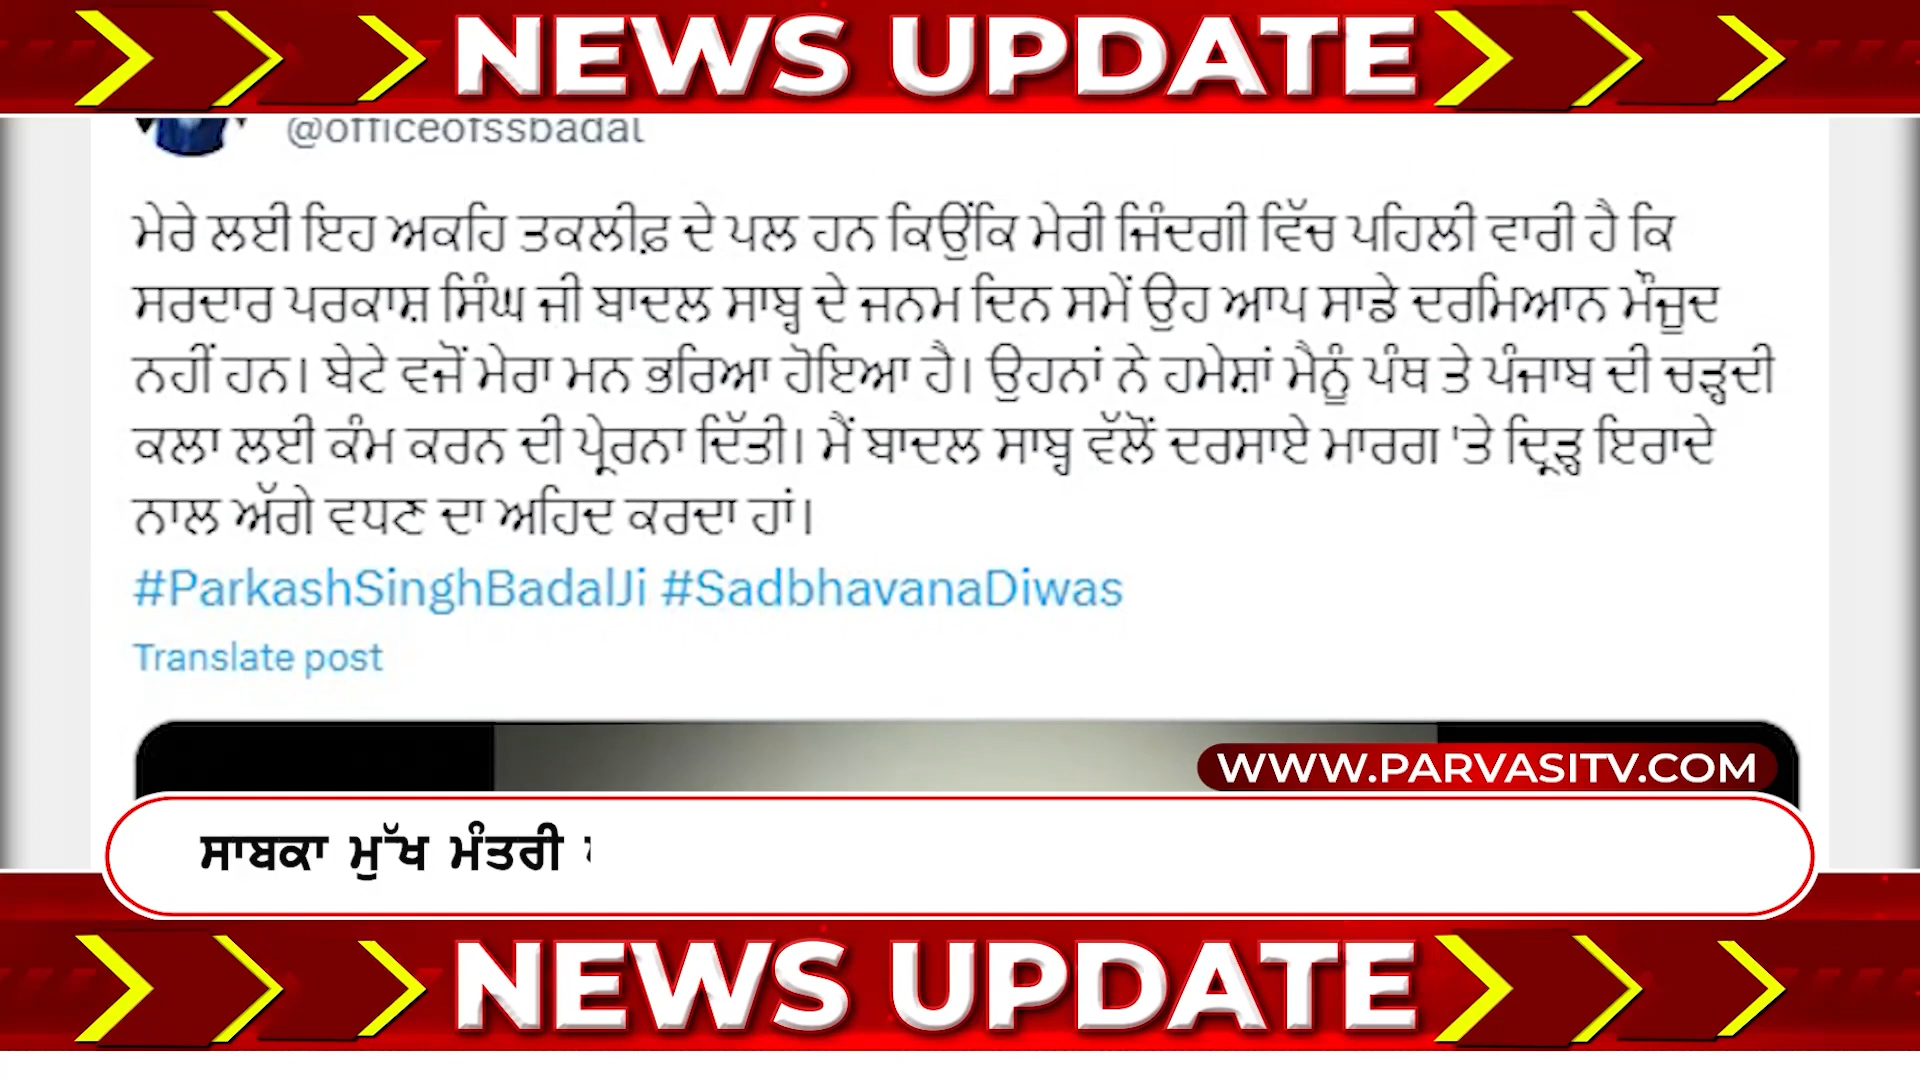 NEWS UPDATE
@officeofssbadal
ਮੇਰੇ ਲਈ ਇਹ ਅਕਹਿ ਤਕਲੀਫ਼ ਦੇ ਪਲ ਹਨ ਕਿਉਂਕਿ ਮੇਰੀ ਜਿੰਦਗੀ ਵਿੱਚ ਪਹਿਲੀ ਵਾਰੀ ਹੈ ਕਿ
ਸਰਦਾਰ ਪਰਕਾਸ਼ ਸਿੰਘ ਜੀ ਬਾਦਲ ਸਾਬ੍ਹ ਦੇ ਜਨਮ ਦਿਨ ਸਮੇਂ ਉਹ ਆਪ ਸਾਡੇ ਦਰਮਿਆਨ ਮੌਜੂਦ
ਨਹੀਂ ਹਨ। ਬੇਟੇ ਵਜੋਂ ਮੇਰਾ ਮਨ ਭਰਿਆ ਹੋਇਆ ਹੈ। ਉਹਨਾਂ ਨੇ ਹਮੇਸ਼ਾਂ ਮੈਨੂੰ ਪੰਥ ਤੇ ਪੰਜਾਬ ਦੀ ਚੜ੍ਹਦੀ
ਕਲਾ ਲਈ ਕੰਮ ਕਰਨ ਦੀ ਪ੍ਰੇਰਨਾ ਦਿੱਤੀ। ਮੈਂ ਬਾਦਲ ਸਾਬ੍ਹ ਵੱਲੋਂ ਦਰਸਾਏ ਮਾਰਗ 'ਤੇ ਦ੍ਰਿੜ੍ਹ ਇਰਾਦੇ
ਨਾਲ ਅੱਗੇ ਵਧਣ ਦਾ ਅਹਿਦ ਕਰਦਾ ਹਾਂ।
#ParkashSinghBadalJi #SadbhavanaDiwas
Translate post
WWW.PARVASITV.COM
ਸਾਬਕਾ ਮੁੱਖ ਮੰਤਰੀ
NEWS UPDATE